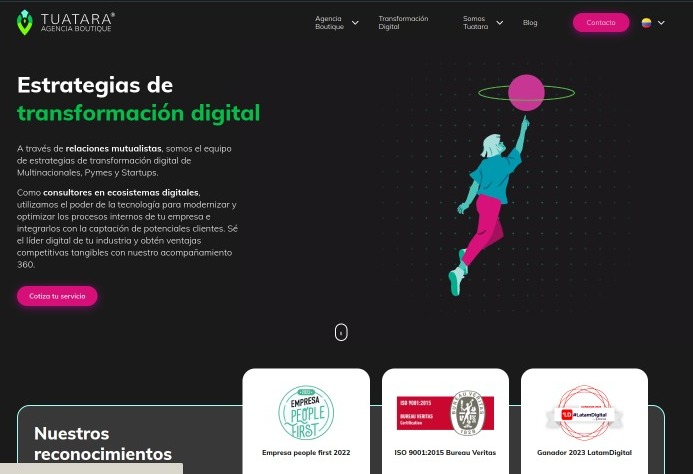 TUATARA®
AGENCIA BOUTIQUE
Agencia
Boutique
Transformación
Digital
Somos
Tuatara
Blog
Contacto
Estrategias de
transformación digital
A través de relaciones mutualistas, somos el equipo
de estrategias de transformación digital de
Multinacionales, Pymes y Startups.
Como consultores en ecosistemas digitales,
utilizamos el poder de la tecnología para modernizar y
optimizar los procesos internos de tu empresa e
integrarlos con la captación de potenciales clientes. Sé
el líder digital de tu industria y obtén ventajas
competitivas tangibles con nuestro acompañamiento
360.
Cotiza tu servicio
Nuestros
reconocimientos
EMPRESA
PEOPLE
FIRST
Empresa people first 2022
ISO 9001:2015
BUREAU VERITAS
Certification
BUREAU VERITAS
1828
ISO 9001:2015 Bureau Veritas
#LatamDigital
Ganador 2023 LatamDigital